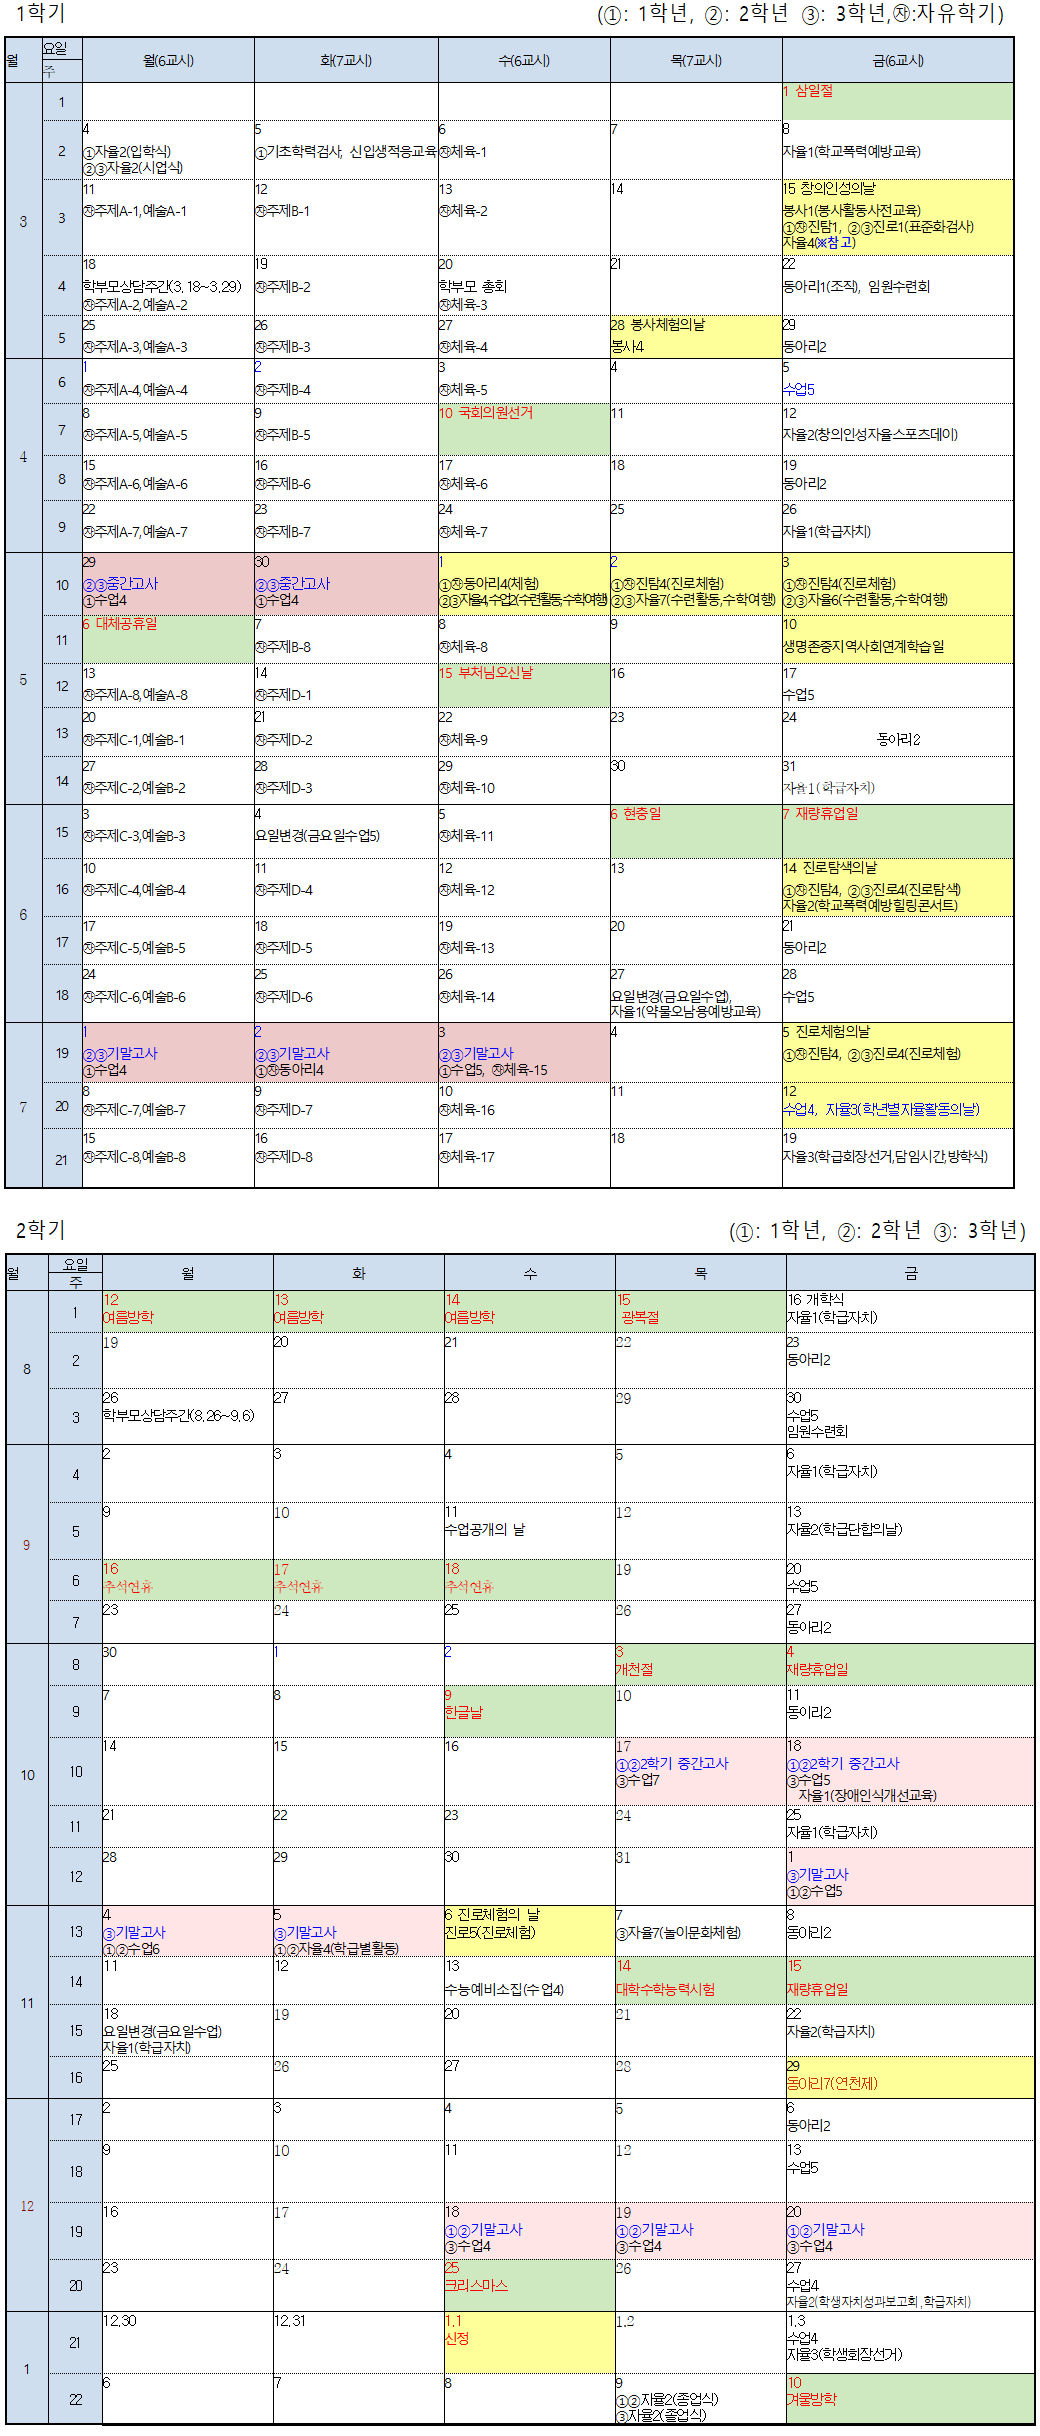 1학기
(①: 1학년, ②: 2학년 ③: 3학년,㉶:자유학기)
월 요일 주 월(6교시) 화(7교시) 수(6교시) 목(7교시) 금(6교시)
3
1
1 삼일절
2
4
①자율2(입학식)
②③자율2(시업식)
5
①기초학력검사, 신입생적응교육
6
㉶체육-1
7
8
자율1(학교폭력예방교육)
3
11
㉶주제A-1,예술A-1
12
㉶주제B-1
13
㉶체육-2
14
15 창의인성의날
봉사1(봉사활동사전교육)
①㉶진탐1, ②③진로1(표준화검사)
자율4(※참고)
4
18
학부모상담주간(3.18~3.29)
㉶주제A-2,예술A-2
19
㉶주제B-2
20
학부모 총회
㉶체육-3
21
22
동아리1(조직), 임원수련회
5
25
㉶주제A-3,예술A-3
26
㉶주제B-3
27
㉶체육-4
28 봉사체험의날
봉사4
29
동아리2
4
6
1
㉶주제A-4,예술A-4
2
㉶주제B-4
3
㉶체육-5
4
5
수업5
7
8
㉶주제A-5,예술A-5
9
㉶주제B-5
10 국회의원선거
11
12
자율2(창의인성자율스포츠데이)
8
15
㉶주제A-6,예술A-6
16
㉶주제B-6
17
㉶체육-6
18
19
동아리2
9
22
㉶주제A-7,예술A-7
23
㉶주제B-7
24
㉶체육-7
25
26
자율1(학급자치)
5
10
29
②③중간고사
①수업4
30
②③중간고사
①수업4
1
①㉶동아리4(체험)
②③자율4,수업2(수련활동,수학여행)
2
①㉶진탐4(진로체험)
②③자율7(수련활동,수학여행)
3
①㉶진탐4(진로체험)
②③자율6(수련활동,수학여행)
11
6 대체공휴일
7
㉶주제B-8
8
㉶체육-8
9
10
생명존중지역사회연계학습일
12
13
㉶주제A-8,예술A-8
14
㉶주제D-1
15 부처님오신날
16
17
수업5
13
20
㉶주제C-1,예술B-1
21
㉶주제D-2
22
㉶체육-9
23
24
동아리2
14
27
㉶주제C-2,예술B-2
28
㉶주제D-3
29
㉶체육-10
30
31
자율1(학급자치)
6
15
3
㉶주제C-3,예술B-3
4
요일변경(금요일수업5)
5
㉶체육-11
6 현충일
7 재량휴업일
16
10
㉶주제C-4,예술B-4
11
㉶주제D-4
12
㉶체육-12
13
14 진로탐색의날
①㉶진탐4, ②③진로4(진로탐색)
자율2(학교폭력예방힐링콘서트)
17
17
㉶주제C-5,예술B-5
18
㉶주제D-5
19
㉶체육-13
20
21
동아리2
18
24
㉶주제C-6,예술B-6
25
㉶주제D-6
26
㉶체육-14
27
요일변경(금요일수업),
자율1(약물오남용예방교육)
28
수업5
7
19
1
②③기말고사
①수업4
2
②③기말고사
①㉶동아리4
3
②③기말고사
①수업5, ㉶체육-15
4
5 진로체험의날
①㉶진탐4, ②③진로4(진로체험)
20
8
㉶주제C-7,예술B-7
9
㉶주제D-7
10
㉶체육-16
11
12
수업4, 자율3(학년별자율활동의날)
21
15
㉶주제C-8,예술B-8
16
㉶주제D-8
17
㉶체육-17
18
19
자율3(학급회장선거,담임시간,방학식)
2학기
(①: 1학년, ②: 2학년 ③: 3학년)
월 요일 주 월 화 수 목 금
8
1
12
여름방학
13
여름방학
14
여름방학
15
광복절
16 개학식
자율1(학급자치)
2
19
20
21
22
23
동아리2
3
26
학부모상담주간(8.26~9.6)
27
28
29
30
수업5
임원수련회
9
4
2
3
4
5
6
자율1(학급자치)
5
9
10
11
수업공개의 날
12
13
자율2(학급단합의날)
6
16
추석연휴
17
추석연휴
18
추석연휴
19
20
수업5
7
23
24
25
26
27
동아리2
10
8
30
1
2
3
개천절
4
재량휴업일
9
7
8
9
한글날
10
11
동이리2
10
14
15
16
17
①②2학기 중간고사
③수업7
18
①②2학기 중간고사
③수업5
자율1(장애인식개선교육)
11
21
22
23
24
25
자율1(학급자치)
12
28
29
30
31
1
③기말고사
①②수업5
11
13
4
③기말고사
①②수업6
5
③기말고사
①②자율4(학급별활동)
6 진로체험의 날
진로5(진로체험)
7
③자율7(놀이문화체험)
8
동아리2
14
11
12
13
수능예비소집(수업4)
14
대학수학능력시험
15
재량휴업일
15
18
요일변경(금요일수업)
자율1(학급자치)
19
20
21
22
자율2(학급자치)
16
25
26
27
28
29
동아리7(연천제)
12
17
2
3
4
5
6
동아리2
18
9
10
11
12
13
수업5
19
16
17
18
①②기말고사
③수업4
19
①②기말고사
③수업4
20
①②기말고사
③수업4
20
23
24
25
크리스마스
26
27
수업4
자율2(학생자치성과보고회,학급자치)
1
21
12.30
12.31
1.1
신정
1.2
1.3
수업4
자율3(학생회장선거)
22
6
7
8
9
①②자율2(종업식)
③자율2(졸업식)
10
겨울방학